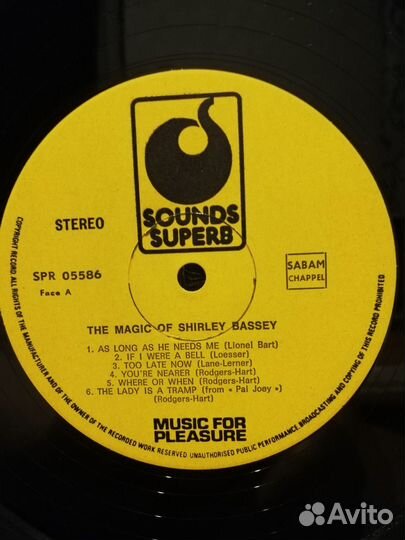 SOUNDS
SUPERB
STEREO
SPR 05586
Face A
SABAM
CHAPPEL
THE MAGIC OF SHIRLEY BASSEY
1. AS LONG AS HE NEEDS ME (Lionel Bart)
2. IF I WERE A BELL (Loesser)
3. TOO LATE NOW (Lane-Lerner)
4. YOU'RE NEARER (Rodgers-Hart)
5. WHERE OR WHEN (Rodgers-Hart)
6. THE LADY IS A TRAMP (from « Pal Joey »)
(Rodgers-Hart)
MUSIC FOR
PLEASURE
COPYRIGHT RECORD ALL RIGHTS OF THE MANUFACTURER AND OF THE OWNER OF THE RECORDED WORK RESERVED. UNAUTHORISED PUBLIC PERFORMANCE. BROADCASTING AND COPYING OF THIS RECORD PROHIBITED
Avito